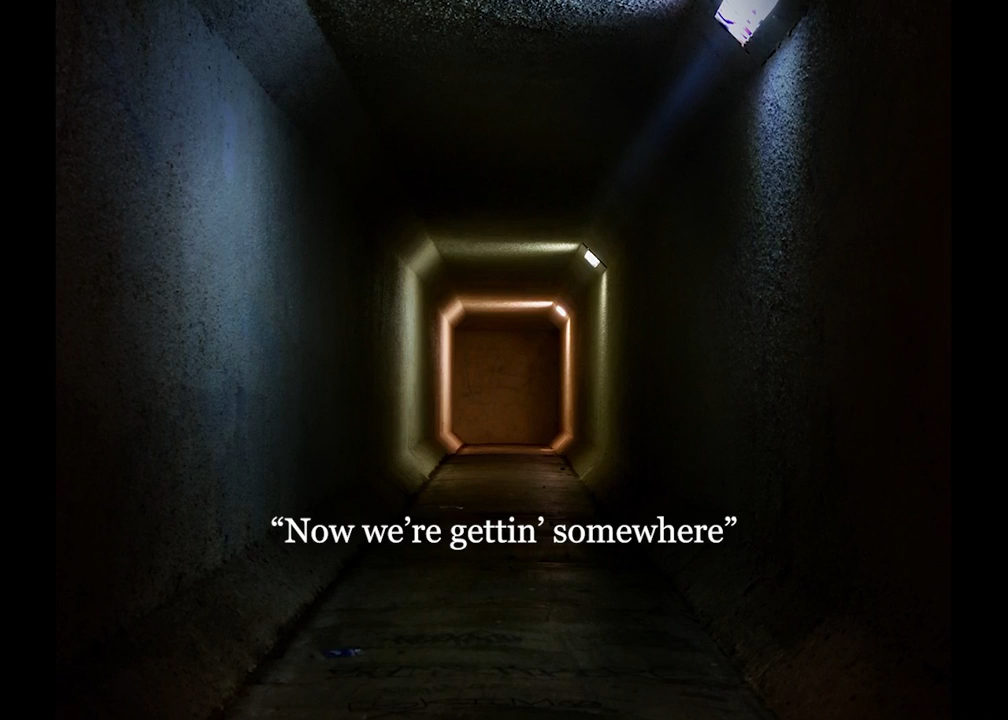 “Now we’re gettin’ somewhere”